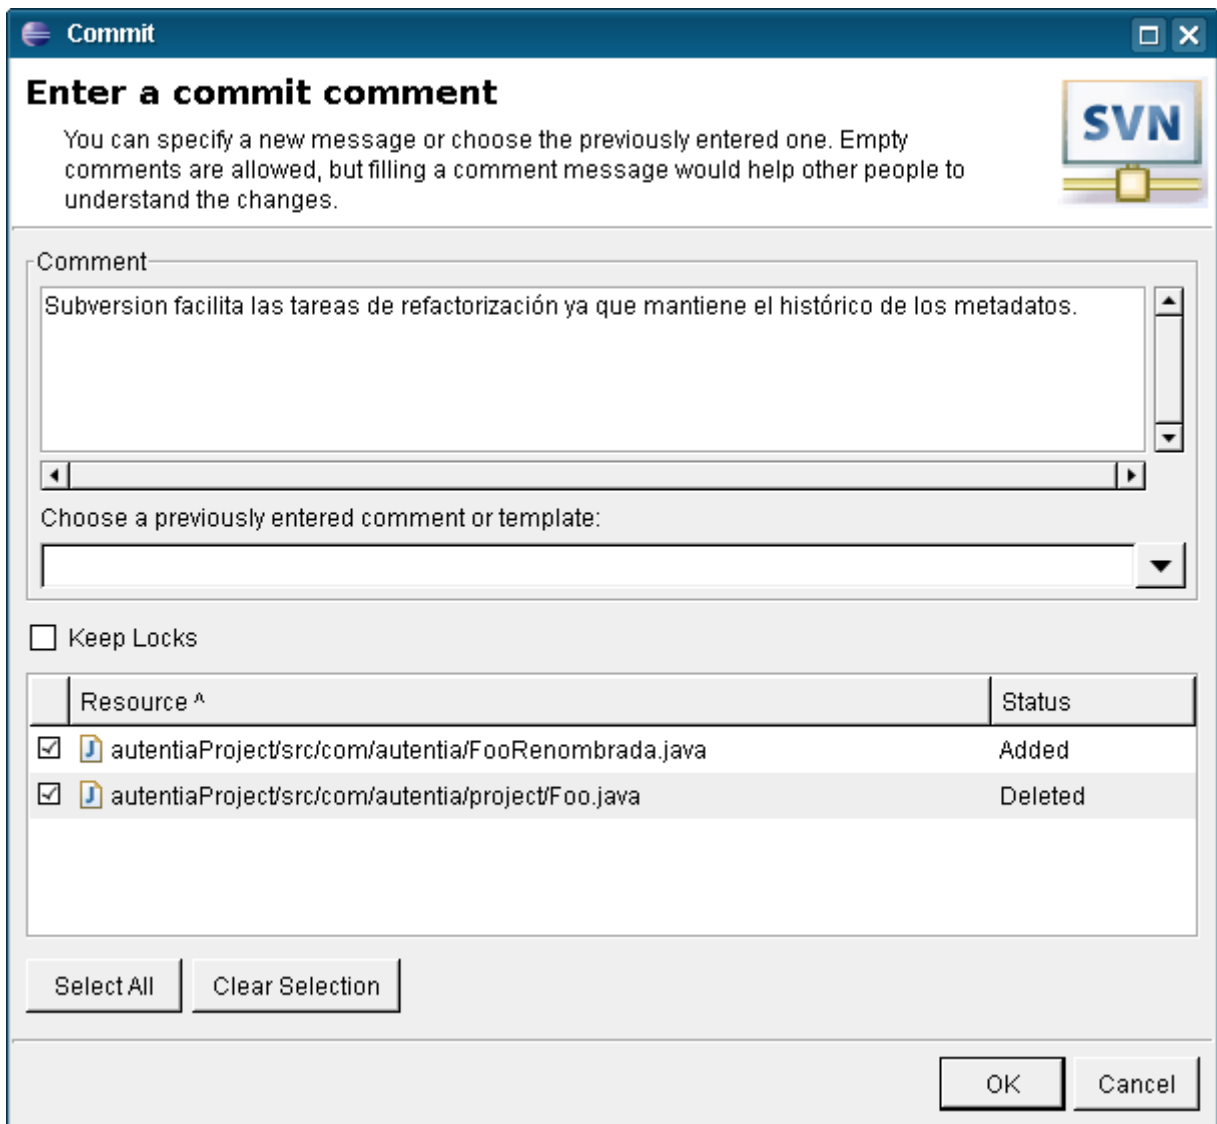 Commit
Enter a commit comment
SVN
You can specify a new message or choose the previously entered one. Empty
comments are allowed, but filling a comment message would help other people to
understand the changes.
Comment
Subversion facilita las tareas de refactorización ya que mantiene el histórico de los metadatos.
Choose a previously entered comment or template:
Keep Locks
Resource ^ Status
autentiaProject/src/com/autentia/FooRenombrada.java Added
autentiaProject/src/com/autentia/project/Foo.java Deleted
Select All Clear Selection
OK Cancel